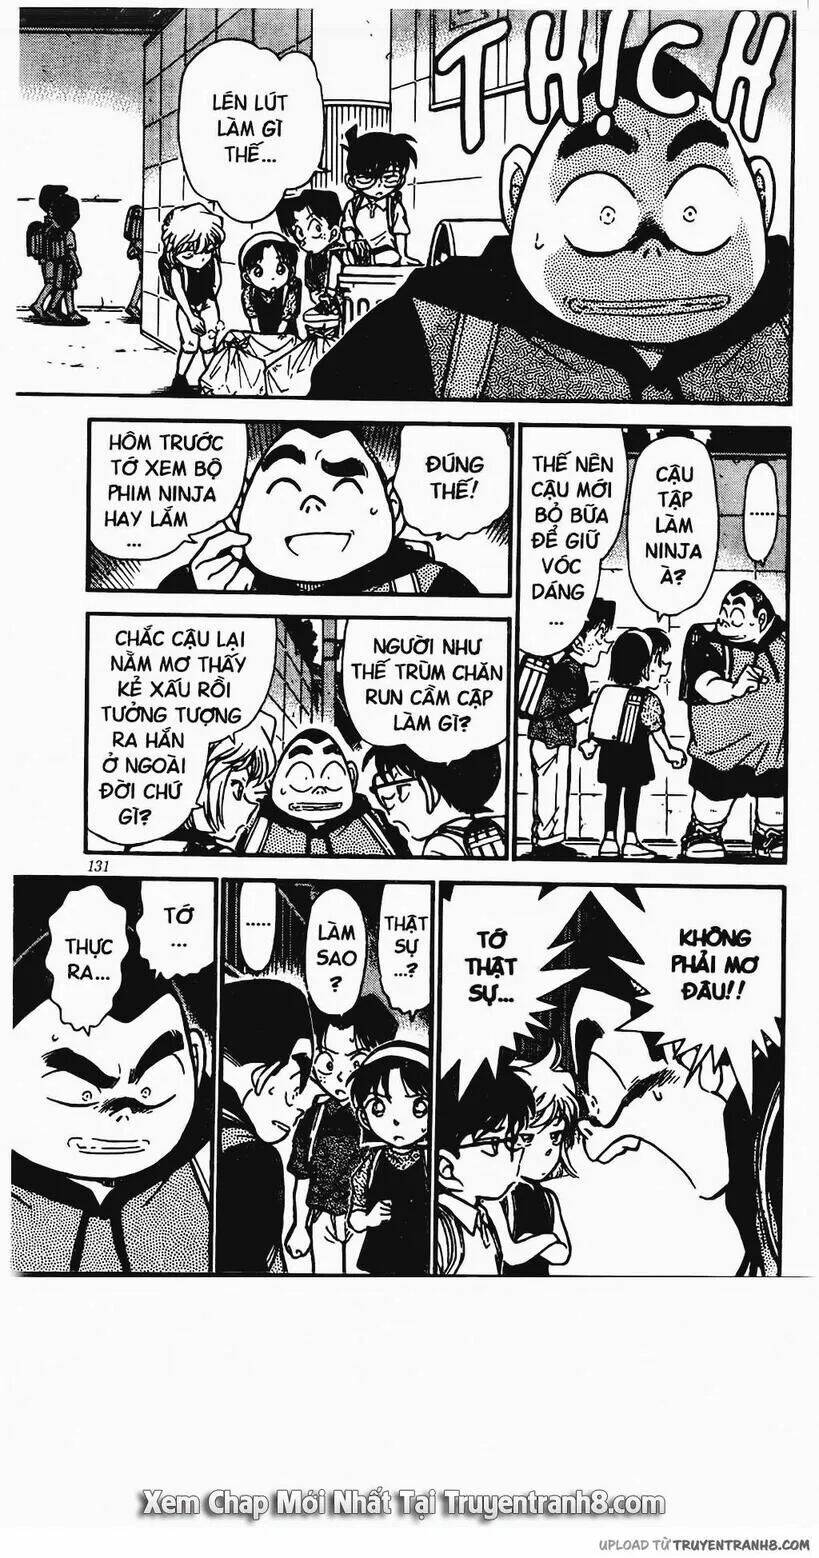 THỊCH
LÉN LÚT
LÀM GÌ
THẾ...
......
CẬU
TẬP
LÀM
NINJA
À?
THẾ NÊN
CẬU MỚI
BỎ BỮA
ĐỂ GIỮ
VÓC
DÁNG
...
ĐÚNG
THẾ!
HÔM TRƯỚC
TỚ XEM BỘ
PHIM NINJA
HAY LẮM
...
NGƯỜI NHƯ
THẾ TRÙM CHĂN
RUN CẦM CẬP
LÀM GÌ?
CHẮC CẬU LẠI
NẰM MƠ THẤY
KẺ XẤU RỒI
TƯỞNG TƯỢNG
RA HẮN
Ở NGOÀI
ĐỜI CHỨ
GÌ?
131
KHÔNG
PHẢI MƠ
ĐÂU!!
TỚ
THẬT
SỰ...
THẬT
SỰ
...?
LÀM
SAO
?
.....
TỚ
...
THỰC
RA...
Xem Chap Mới Nhất Tại Truyentranh8.com
UPLOAD TỪ TRUYENTRANH8.COM